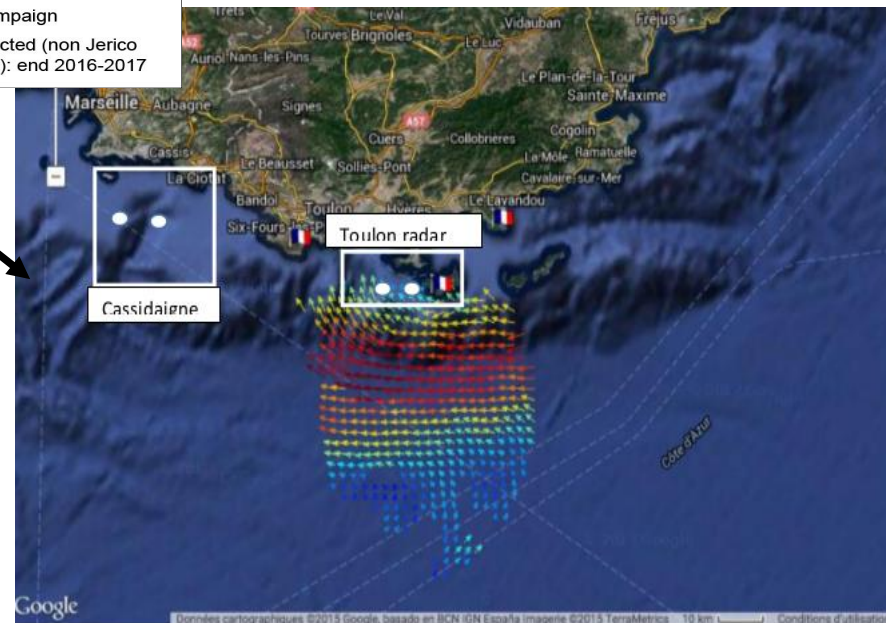 mpaign
cted (non Jerico
): end 2016-2017
Trets
Le Val
Vidauban
Fréjus
A52
Tourves Brignoles
Le Luc
Auriol Nans-les-Pins
Le Plan-de-la-Tour
Sainte-Maxime
Marseille Aubagne
Signes
A57
Cuers
Collobrières
Cogolin
Cassis
Le Beausset
Sollies-Pont
La Môle Ramatuelle
La Ciotat
Cavalaire-sur-Mer
Bandol
Toulon
Hyères
Le Lavandou
Six-Fours-les-P
Toulon radar
Cassidaigne
Côte d'Azur
Google
Données cartographiques ©2015 Google, basado en BCN IGN España Imagerie ©2015 TerraMetrics 10 km Conditions d'utilisation